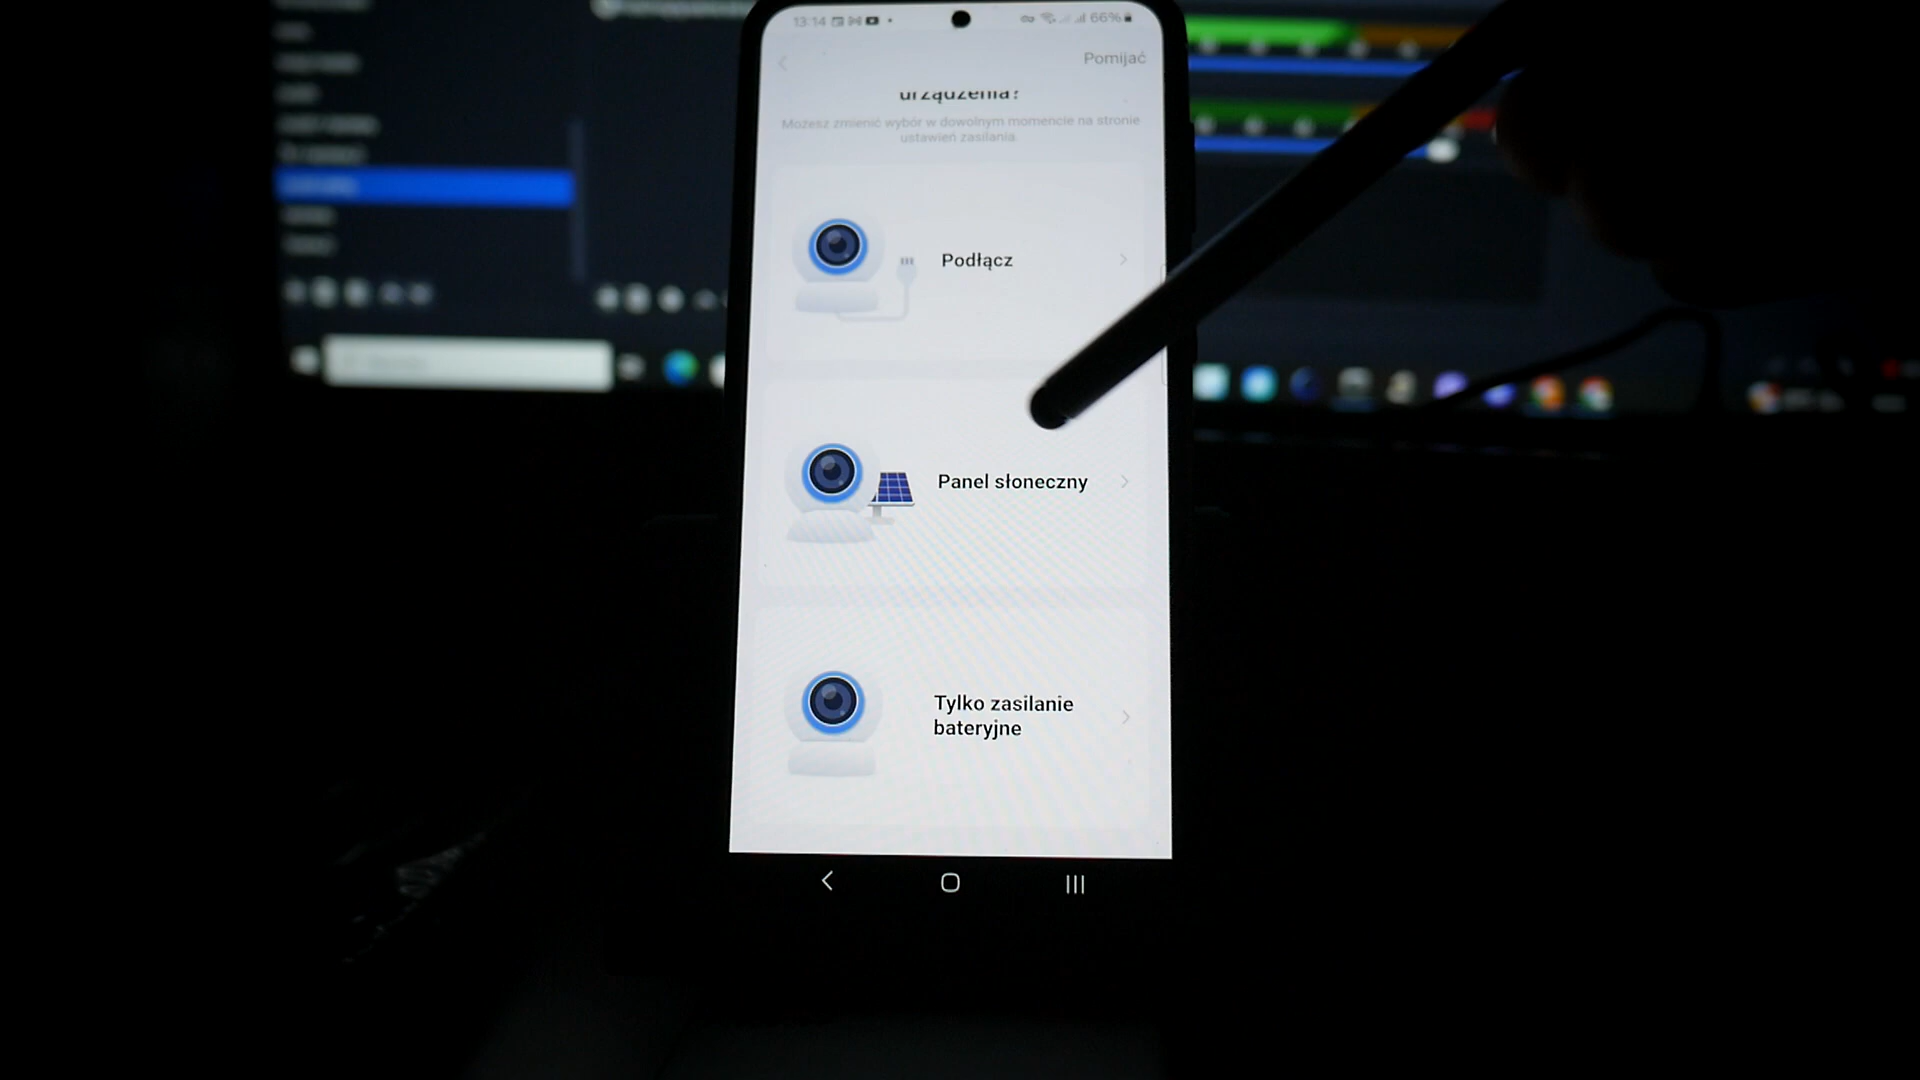 13:14
66%
Pomijać
urządzenia?
Możesz zmienić wybór w dowolnym momencie na stronie
ustawień zasilania.
Podłącz
Panel słoneczny
Tylko zasilanie
bateryjne